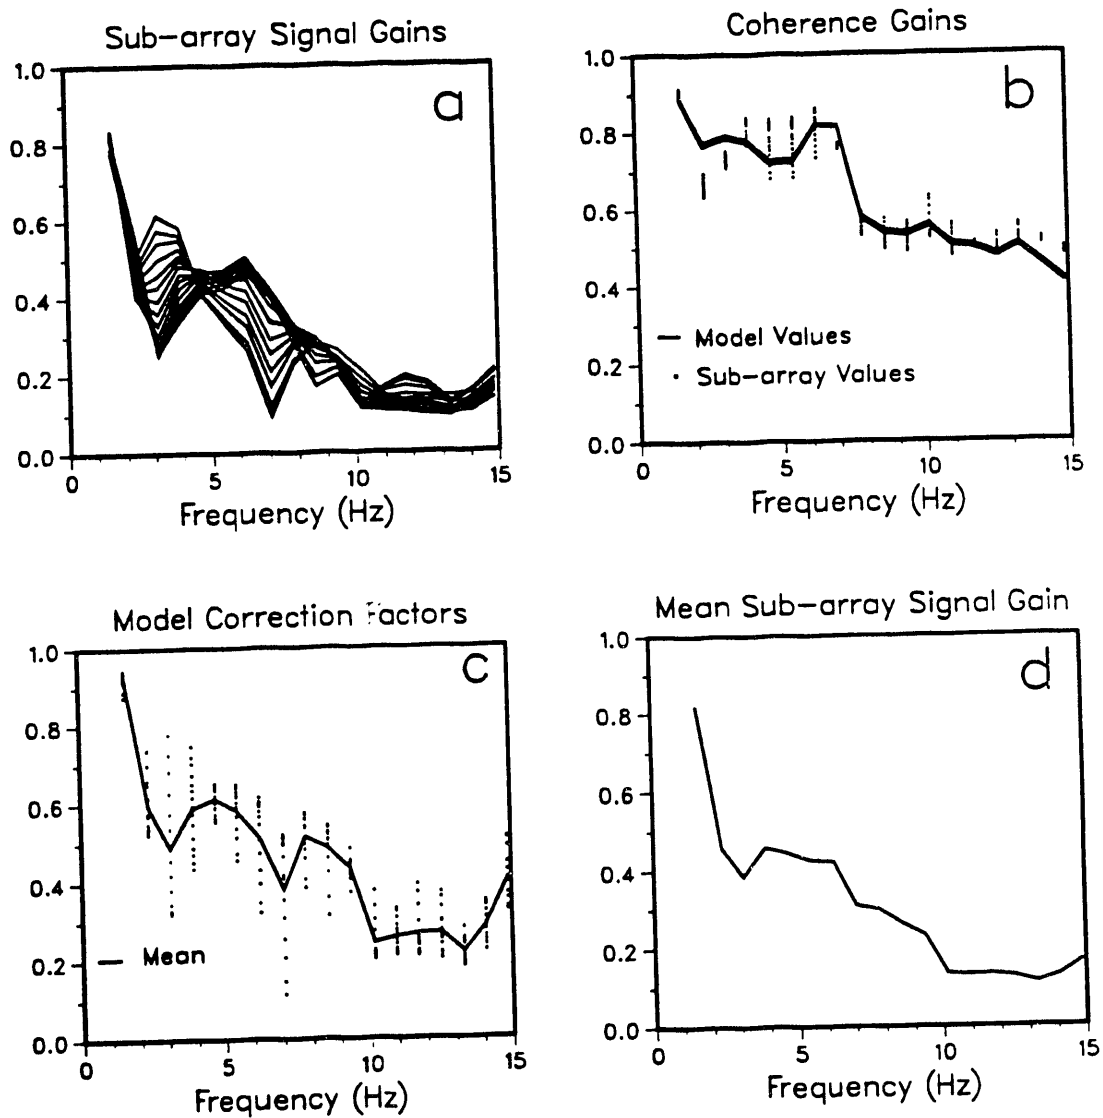 Sub-array Signal Gains
a
1.0
0.8
0.6
0.4
0.2
0.0
0
5
10
15
Frequency (Hz)
Coherence Gains
b
1.0
0.8
0.6
0.4
0.2
0.0
Model Values
Sub-array Values
0
5
10
15
Frequency (Hz)
Model Correction Factors
c
1.0
0.8
0.6
0.4
0.2
0.0
Mean
0
5
10
15
Frequency (Hz)
Mean Sub-array Signal Gain
d
1.0
0.8
0.6
0.4
0.2
0.0
0
5
10
15
Frequency (Hz)